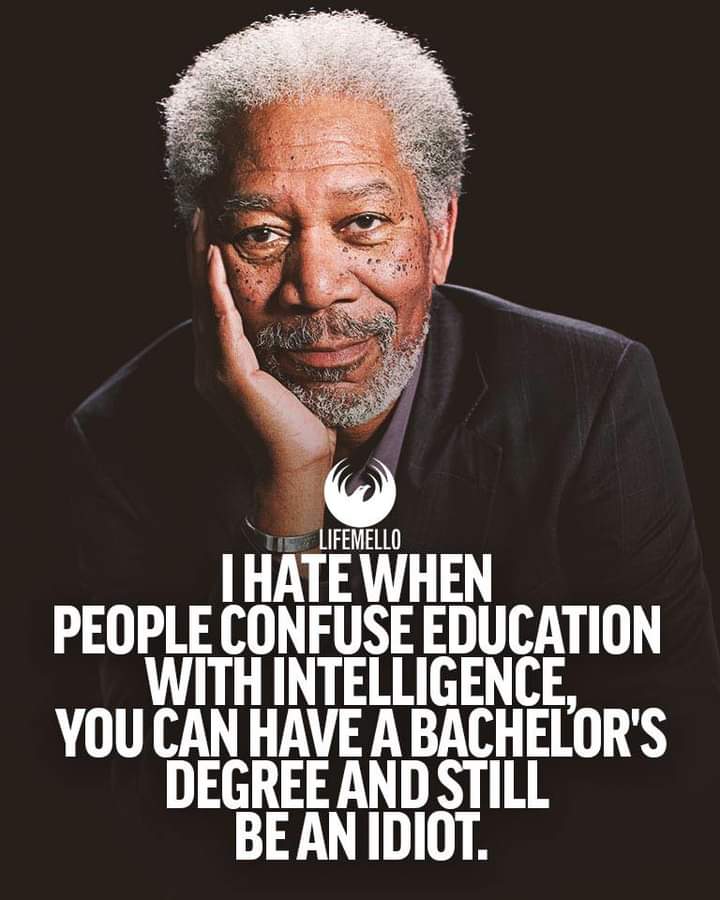 LIFEMELLO
I HATE WHEN
PEOPLE CONFUSE EDUCATION
WITH INTELLIGENCE,
YOU CAN HAVE A BACHELOR'S
DEGREE AND STILL
BE AN IDIOT.